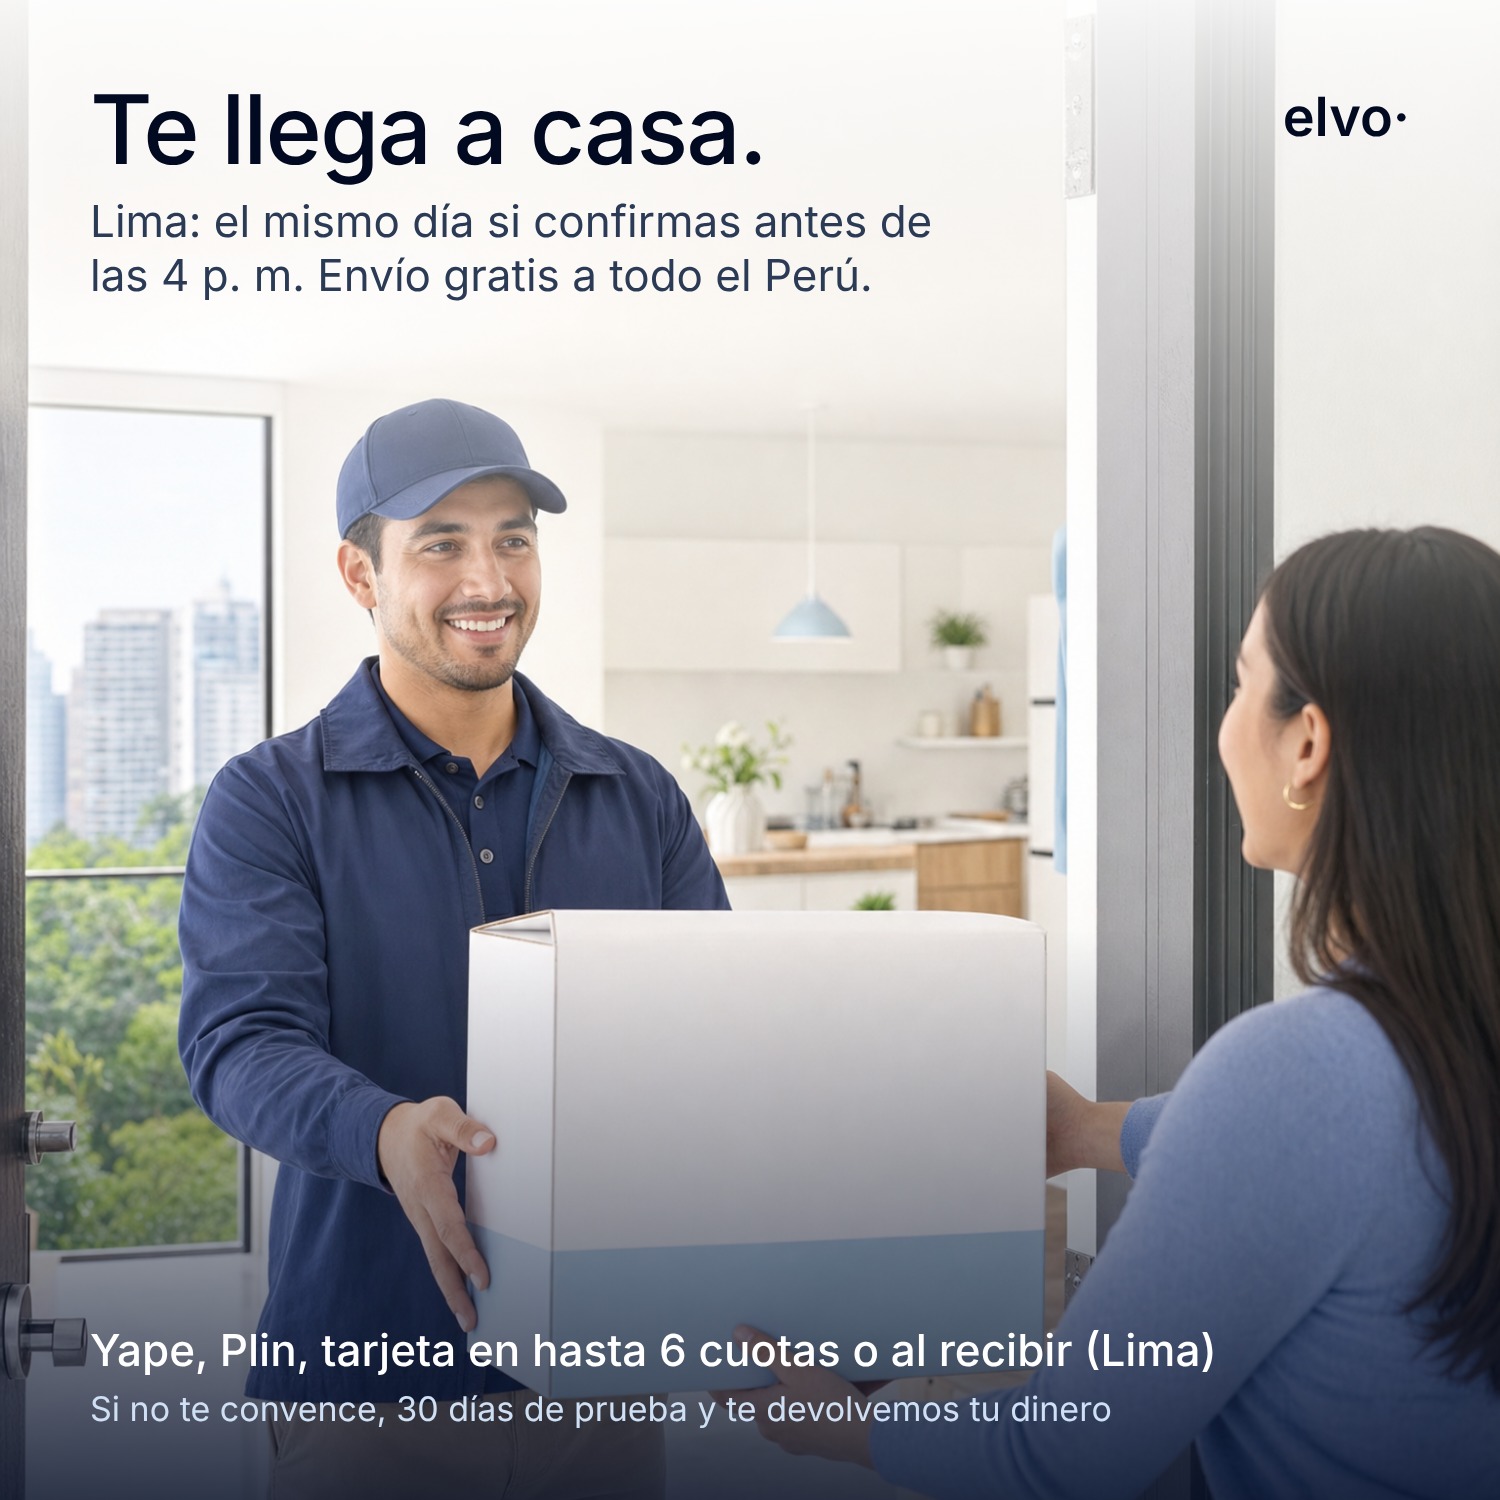 Te llega a casa.
elvo·
Lima: el mismo día si confirmas antes de
las 4 p. m. Envío gratis a todo el Perú.
Yape, Plin, tarjeta en hasta 6 cuotas o al recibir (Lima)
Si no te convence, 30 días de prueba y te devolvemos tu dinero